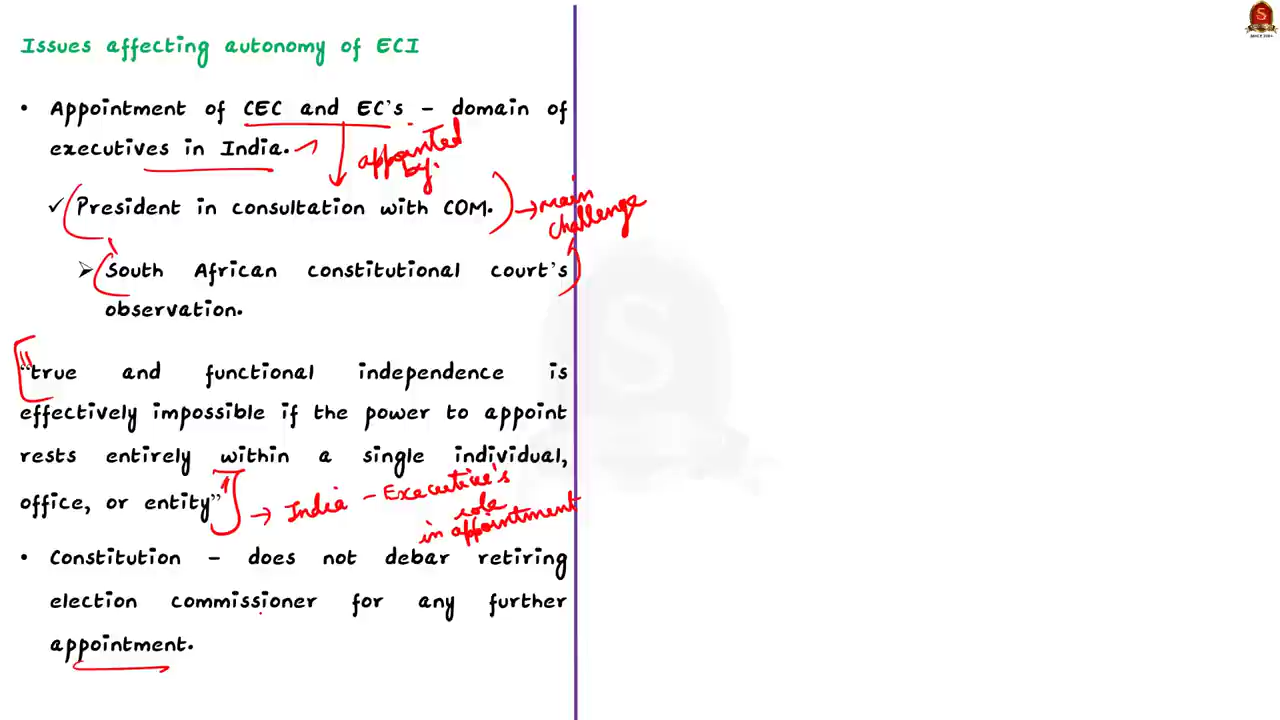 Issues affecting autonomy of ECI
• Appointment of CEC and EC's - domain of
executives in India.
appointed
by:
✓ President in consultation with COM.
→ main
challenge
➢ South African constitutional court's
observation.
"true and functional independence is
effectively impossible if the power to appoint
rests entirely within a single individual,
office, or entity"
→ India - Executive's
role
in appointment
• Constitution - does not debar retiring
election commissioner for any further
appointment.
S
SINCE 2004
S